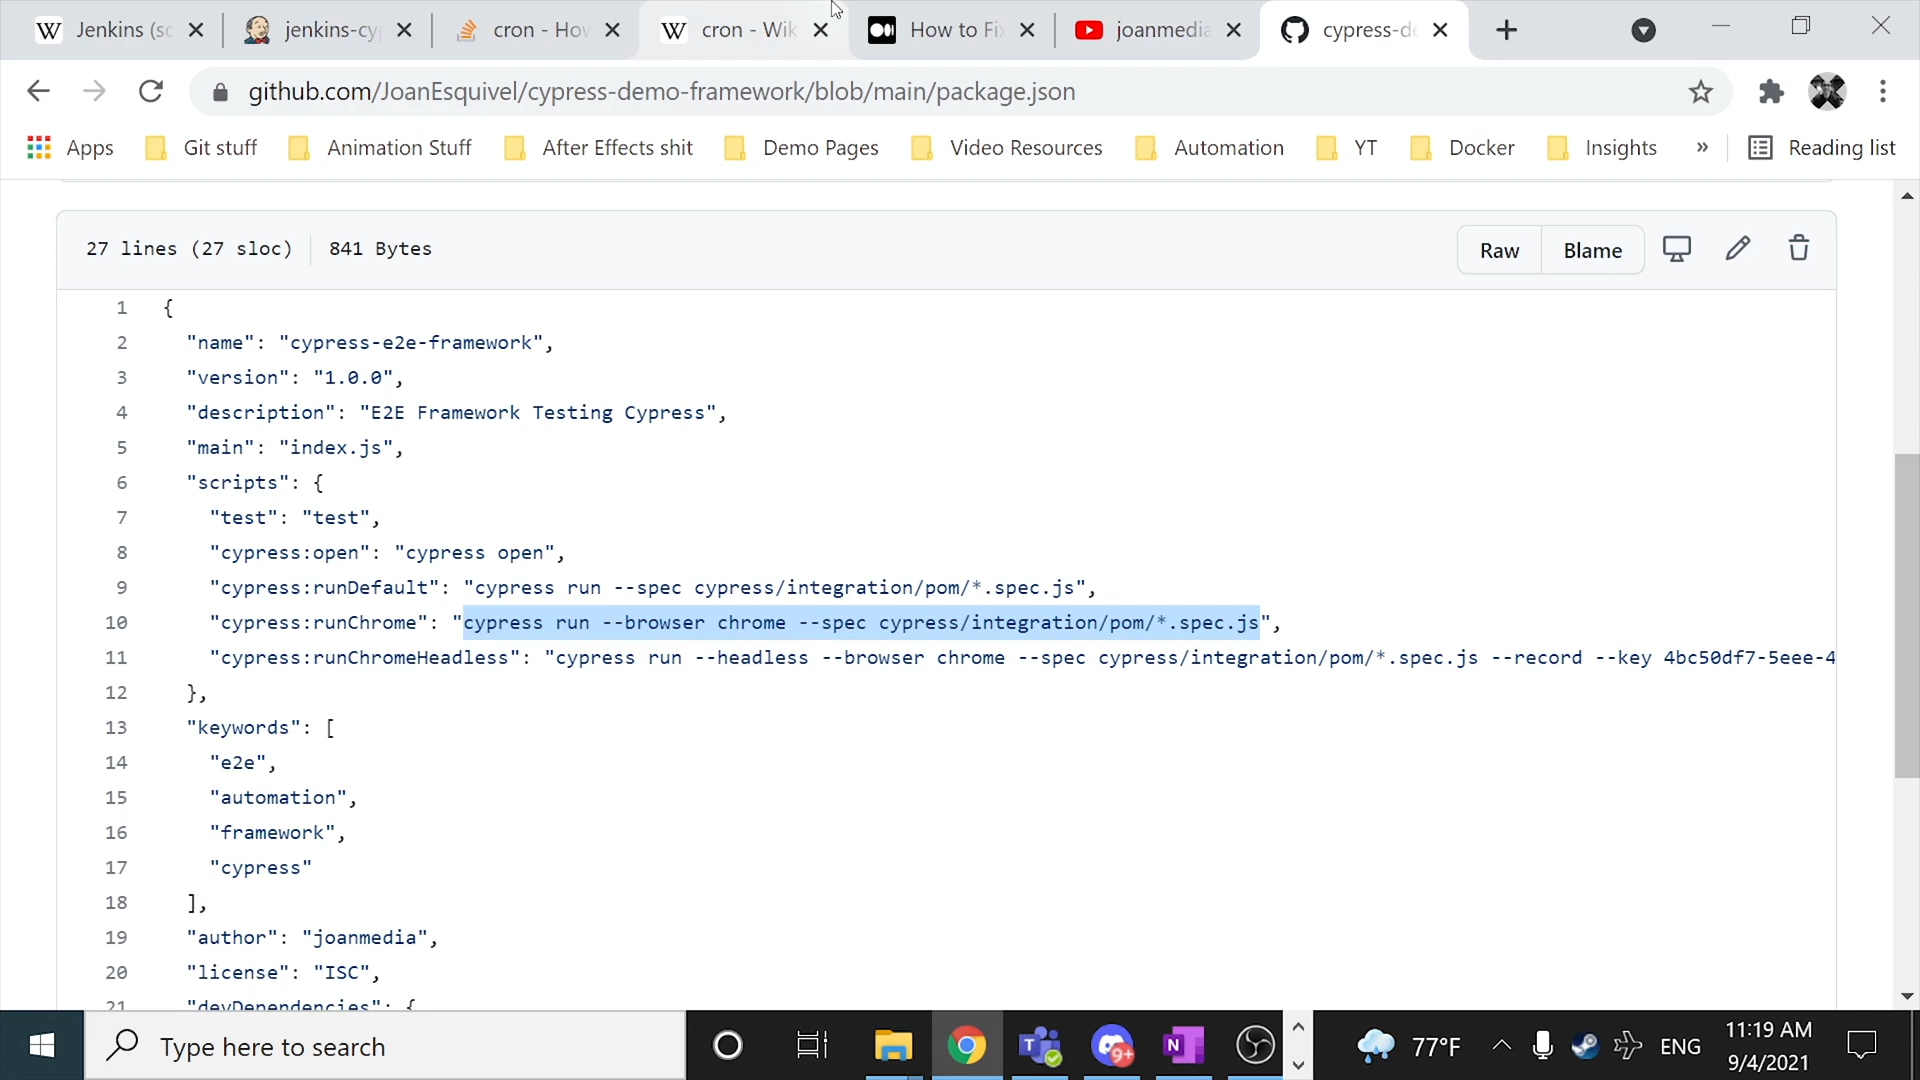 Jenkins (sc
jenkins-cy
cron - How
cron - Wik
How to Fi
joanmedia
cypress-de
github.com/JoanEsquivel/cypress-demo-framework/blob/main/package.json
Apps
Git stuff
Animation Stuff
After Effects shit
Demo Pages
Video Resources
Automation
YT
Docker
Insights
»
Reading list
27 lines (27 sloc) 841 Bytes
Raw
Blame
1 {
2 "name": "cypress-e2e-framework",
3 "version": "1.0.0",
4 "description": "E2E Framework Testing Cypress",
5 "main": "index.js",
6 "scripts": {
7 "test": "test",
8 "cypress:open": "cypress open",
9 "cypress:runDefault": "cypress run --spec cypress/integration/pom/*.spec.js",
10 "cypress:runChrome": "cypress run --browser chrome --spec cypress/integration/pom/*.spec.js",
11 "cypress:runChromeHeadless": "cypress run --headless --browser chrome --spec cypress/integration/pom/*.spec.js --record --key 4bc50df7-5eee-4
12 },
13 "keywords": [
14 "e2e",
15 "automation",
16 "framework",
17 "cypress"
18 ],
19 "author": "joanmedia",
20 "license": "ISC",
21 "devDependencies": {
Type here to search
9+
77°F
ENG
11:19 AM
9/4/2021